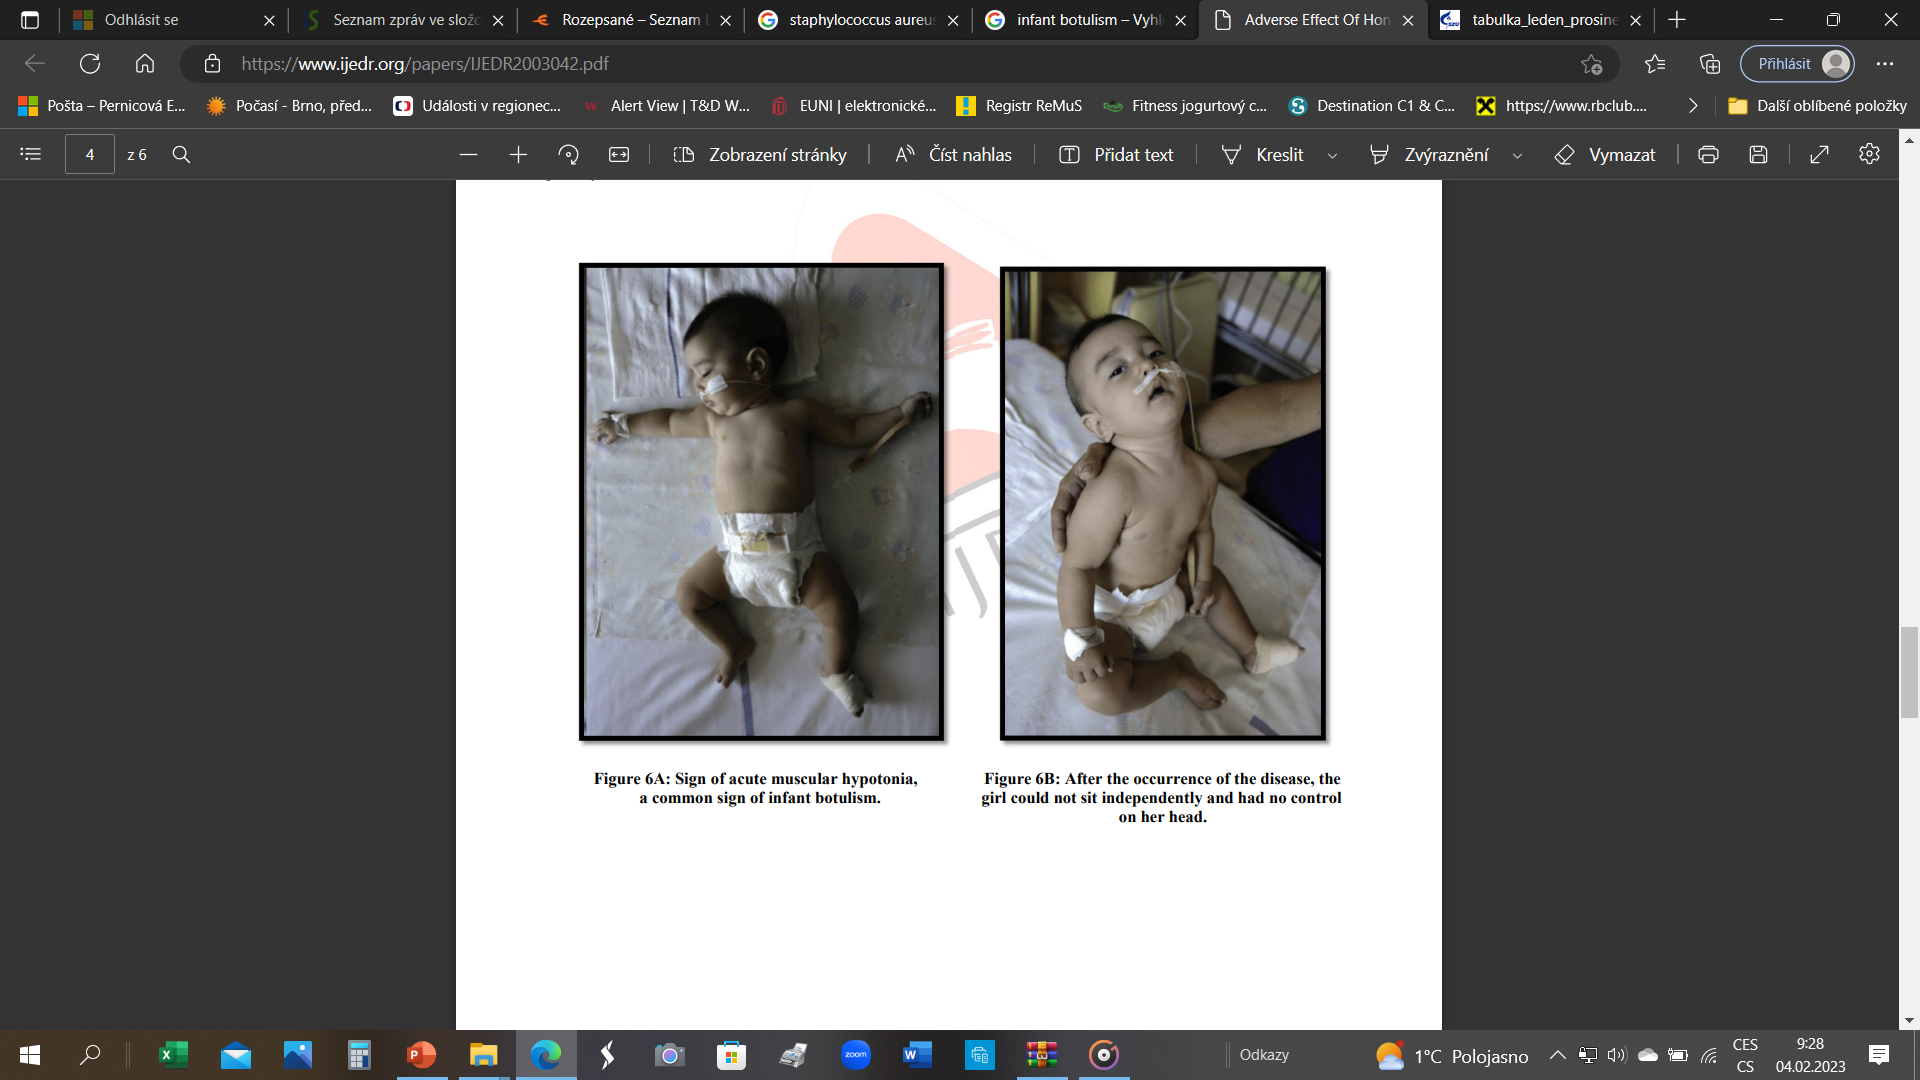 Odhlásit se
Seznam zpráv ve složc
Rozepsané – Seznam E
staphylococcus aureus
infant botulism – Vyhl
Adverse Effect Of Hon
tabulka_leden_prosine
https://www.ijedr.org/papers/IJEDR2003042.pdf
Přihlásit
Pošta – Pernicová E...
Počasí - Brno, před...
Události v regionec...
Alert View | T&D W...
EUNI | elektronické...
Registr ReMuS
Fitness jogurtový c...
Destination C1 & C...
https://www.rbclub....
Další oblíbené položky
4
z 6
Zobrazení stránky
Číst nahlas
Přidat text
Kreslit
Zvýraznění
Vymazat
Figure 6A: Sign of acute muscular hypotonia,
a common sign of infant botulism.
Figure 6B: After the occurrence of the disease, the
girl could not sit independently and had no control
on her head.
zoom
Odkazy
1°C Polojasno
CES
CS
9:28
04.02.2023